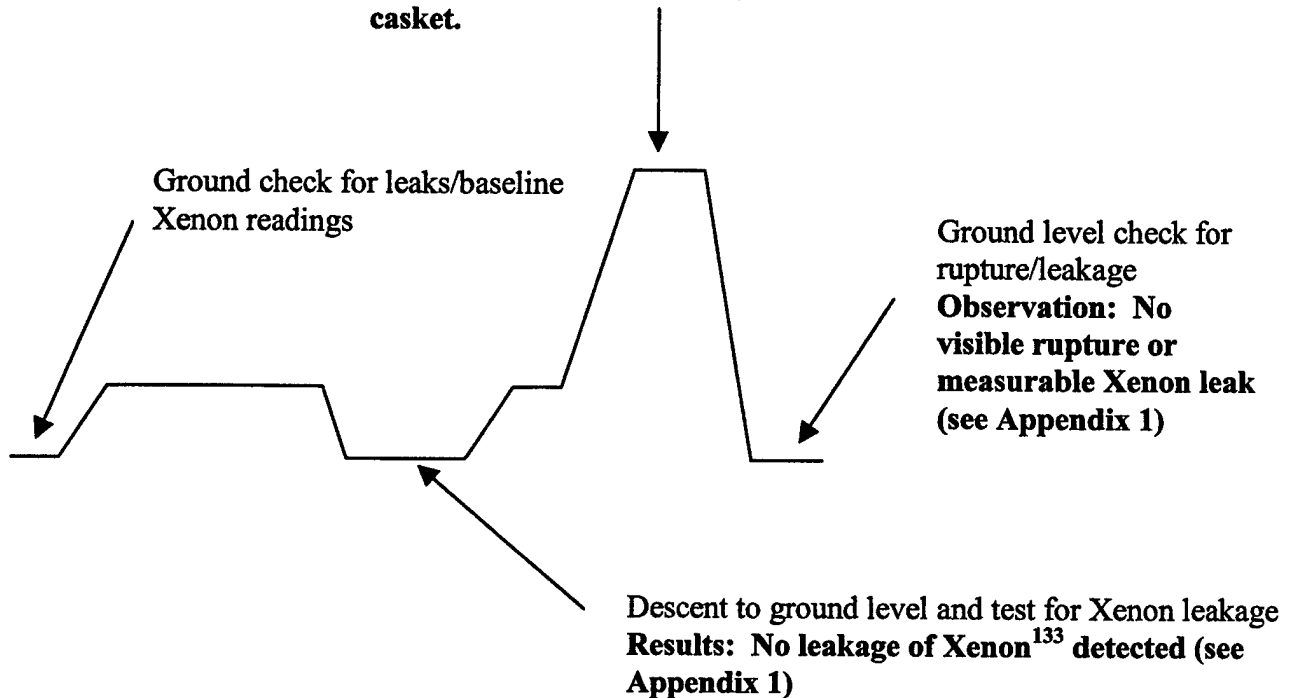 casket.
Ground check for leaks/baseline
Xenon readings
Ground level check for
rupture/leakage
Observation: No
visible rupture or
measurable Xenon leak
(see Appendix 1)
Descent to ground level and test for Xenon leakage
Results: No leakage of Xenon¹³³ detected (see
Appendix 1)